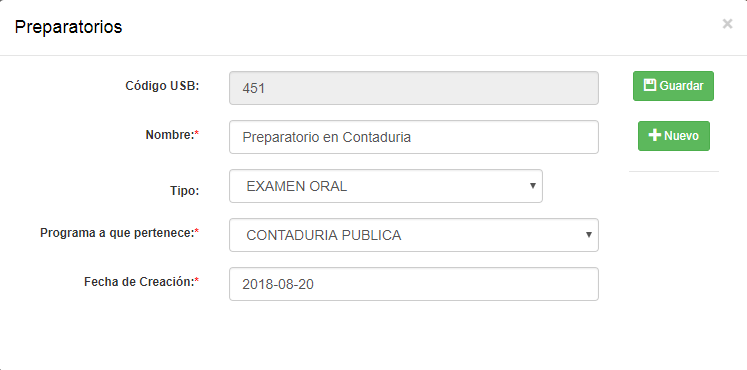 Preparatorios ×
Código USB: 451 Guardar
Nombre:* Preparatorio en Contaduria Nuevo
Tipo: EXAMEN ORAL
Programa a que pertenece:* CONTADURIA PUBLICA
Fecha de Creación:* 2018-08-20